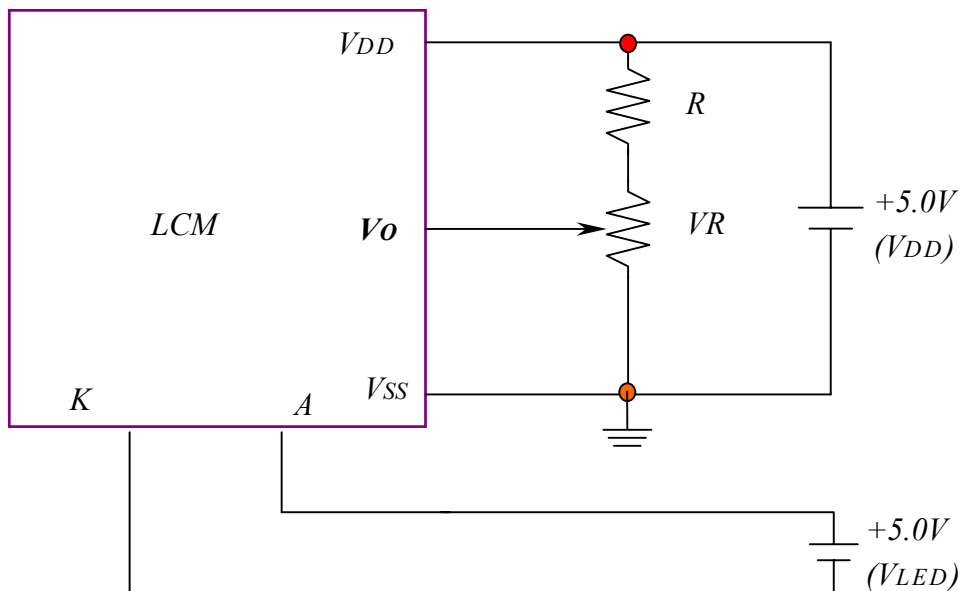 VDD
R
LCM
Vo
VR
+5.0V
(VDD)
K
A
VSS
+5.0V
(VLED)